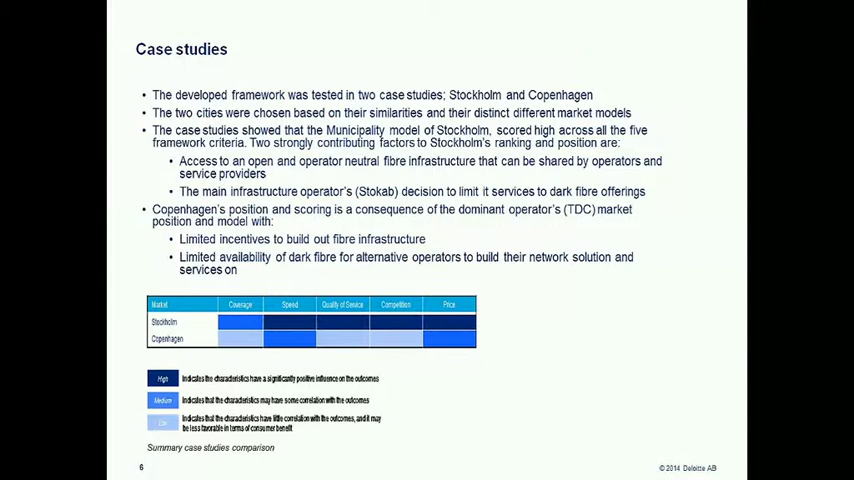 Case studies
• The developed framework was tested in two case studies; Stockholm and Copenhagen
• The two cities were chosen based on their similarities and their distinct different market models
• The case studies showed that the Municipality model of Stockholm, scored high across all the five
framework criteria. Two strongly contributing factors to Stockholm's ranking and position are:
• Access to an open and operator neutral fibre infrastructure that can be shared by operators and
service providers
• The main infrastructure operator's (Stokab) decision to limit it services to dark fibre offerings
• Copenhagen's position and scoring is a consequence of the dominant operator's (TDC) market
position and model with:
• Limited incentives to build out fibre infrastructure
• Limited availability of dark fibre for alternative operators to build their network solution and
services on
Market Coverage Speed Quality of Service Competition Price
Stockholm
Copenhagen
High Indicates the characteristics have a significantly positive influence on the outcomes
Medium Indicates that the characteristics may have some correlation with the outcomes
Low Indicates that the characteristics have little correlation with the outcomes, and it may
be less favorable in terms of consumer benefit
Summary case studies comparison
6 © 2014 Deloitte AB